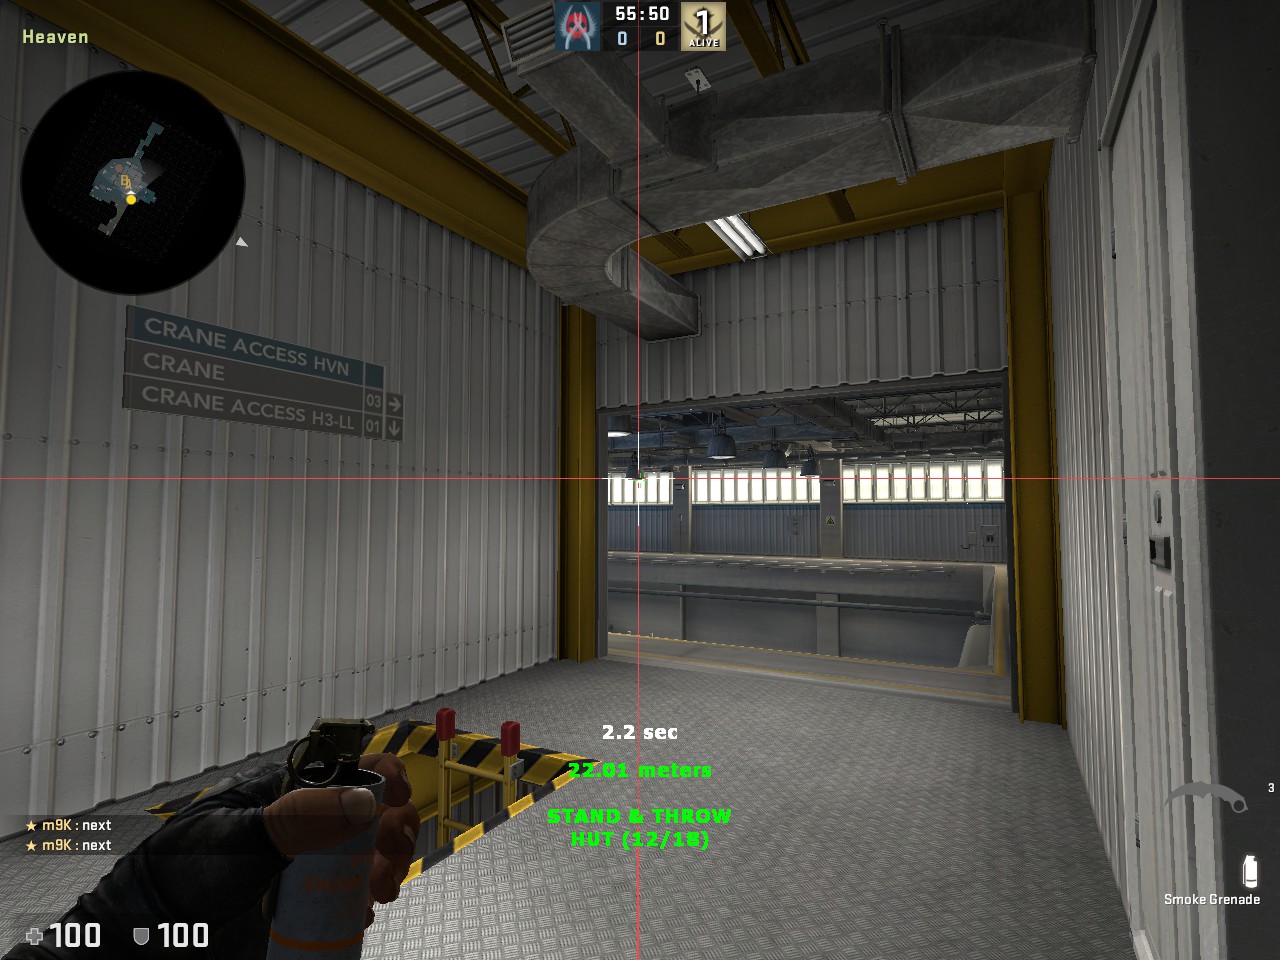 Heaven
55:50
0 0
1
ALIVE
CRANE ACCESS HVN
CRANE 03
CRANE ACCESS H3-LL 01
2.2 sec
22.01 meters
STAND & THROW
HUT (12/18)
m9K : next
m9K : next
3
Smoke Grenade
100 100